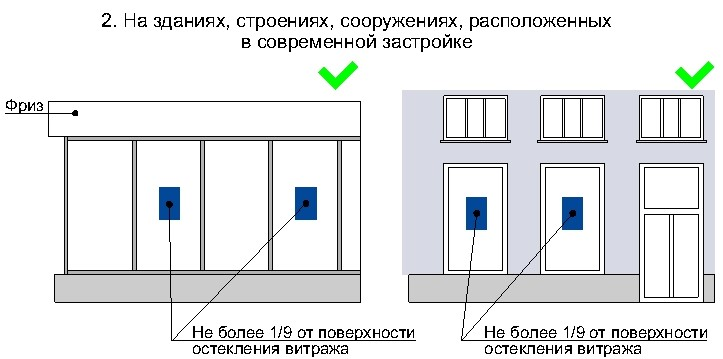 2. На зданиях, строениях, сооружениях, расположенных
в современной застройке
Фриз
Не более 1/9 от поверхности
остекления витража
Не более 1/9 от поверхности
остекления витража